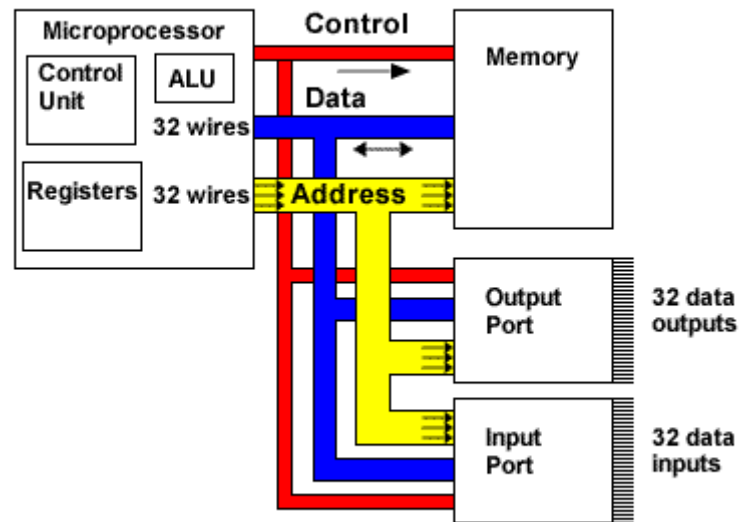 Microprocessor
Control
Unit
ALU
32 wires
Registers
32 wires
Control
Data
Address
Memory
Output
Port
32 data
outputs
Input
Port
32 data
inputs